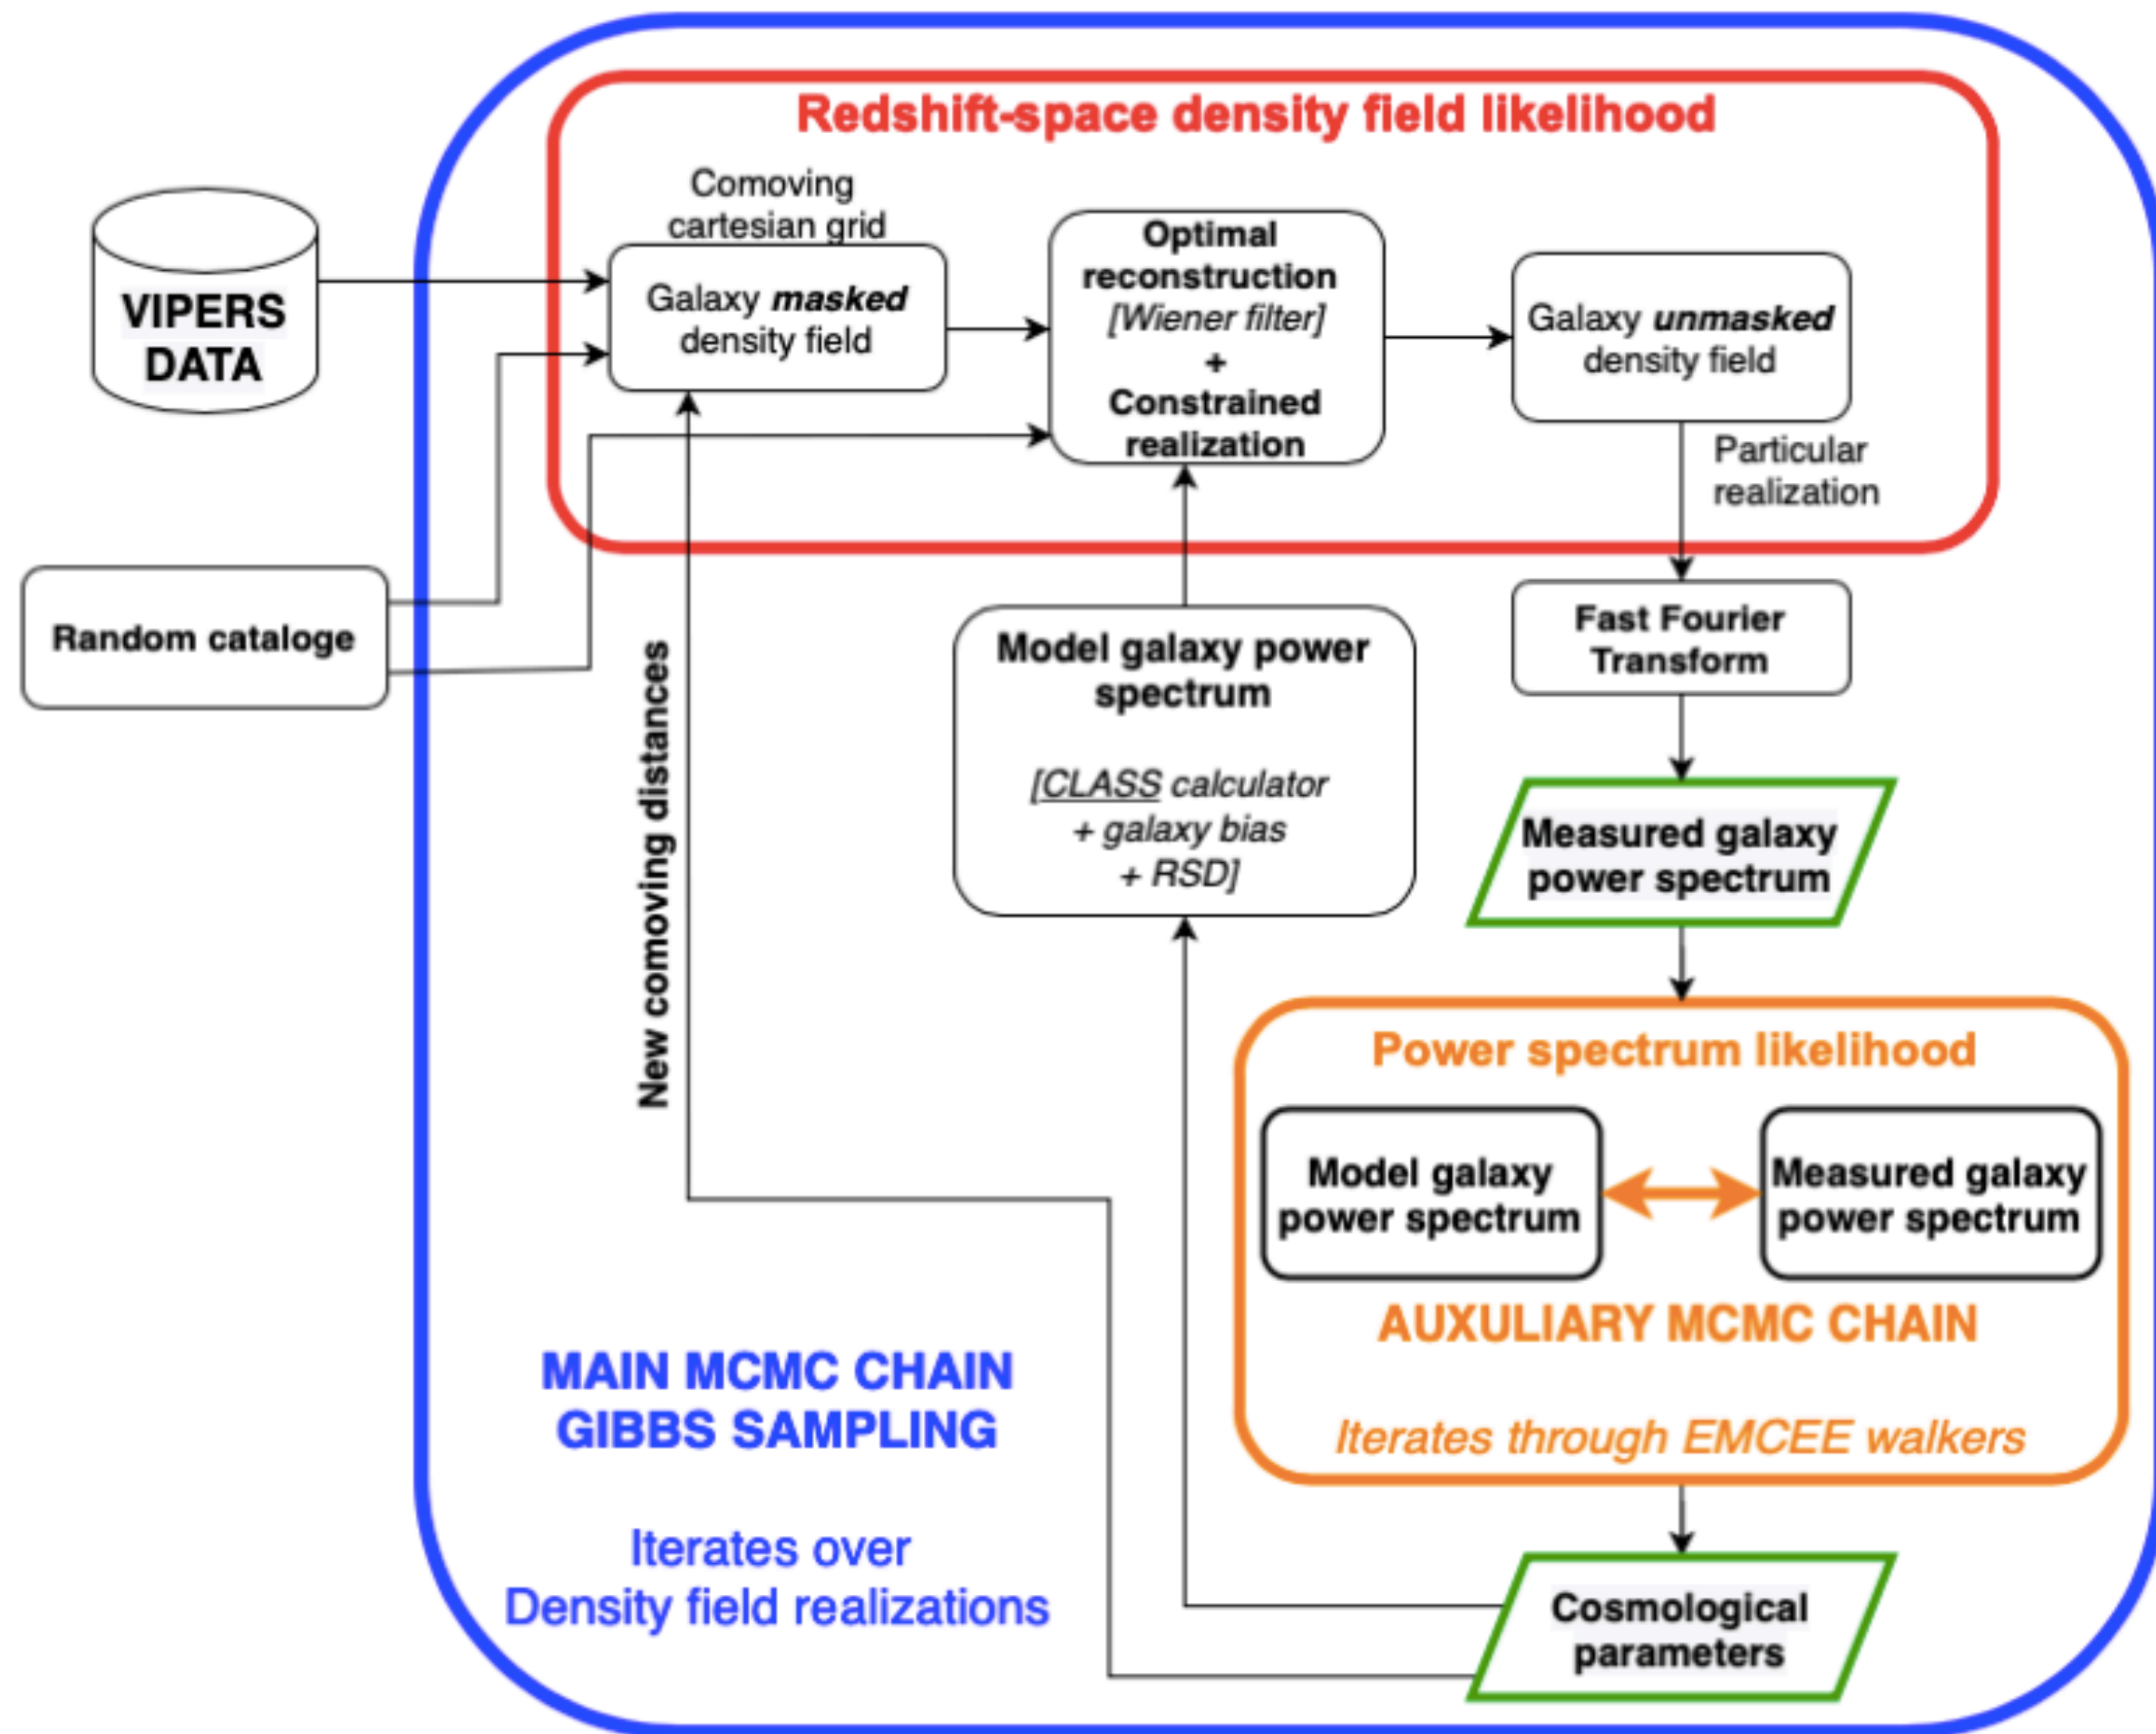 Redshift-space density field likelihood
Comoving
cartesian grid
VIPERS
DATA
Galaxy masked
density field
Optimal
reconstruction
[Wiener filter]
+
Constrained
realization
Galaxy unmasked
density field
Particular
realization
Random cataloge
Fast Fourier
Transform
Model galaxy power
spectrum
[CLASS calculator
+ galaxy bias
+ RSD]
New comoving distances
Measured galaxy
power spectrum
Power spectrum likelihood
Model galaxy
power spectrum
Measured galaxy
power spectrum
AUXULIARY MCMC CHAIN
Iterates through EMCEE walkers
MAIN MCMC CHAIN
GIBBS SAMPLING
Iterates over
Density field realizations
Cosmological
parameters